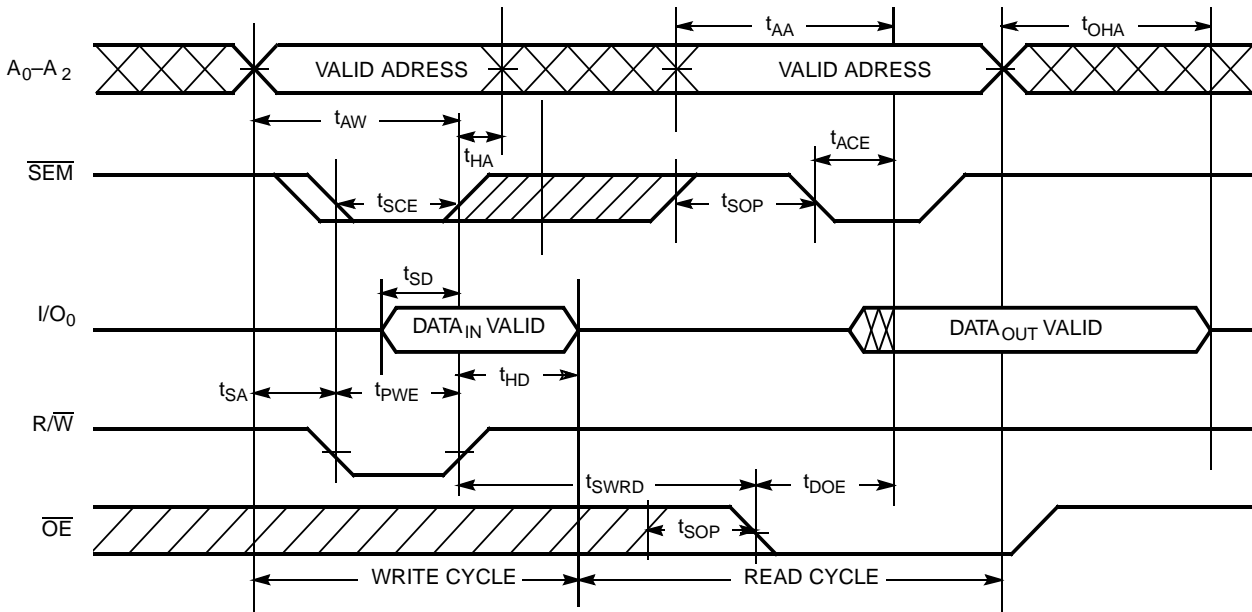 tAA
tOHA
A0–A 2
VALID ADRESS
VALID ADRESS
tAW
tHA
tACE
SEM
tSCE
tSOP
tSD
I/O0
DATAIN VALID
DATAOUT VALID
tSA
tPWE
tHD
R/W
tSWRD
tDOE
OE
tSOP
WRITE CYCLE
READ CYCLE